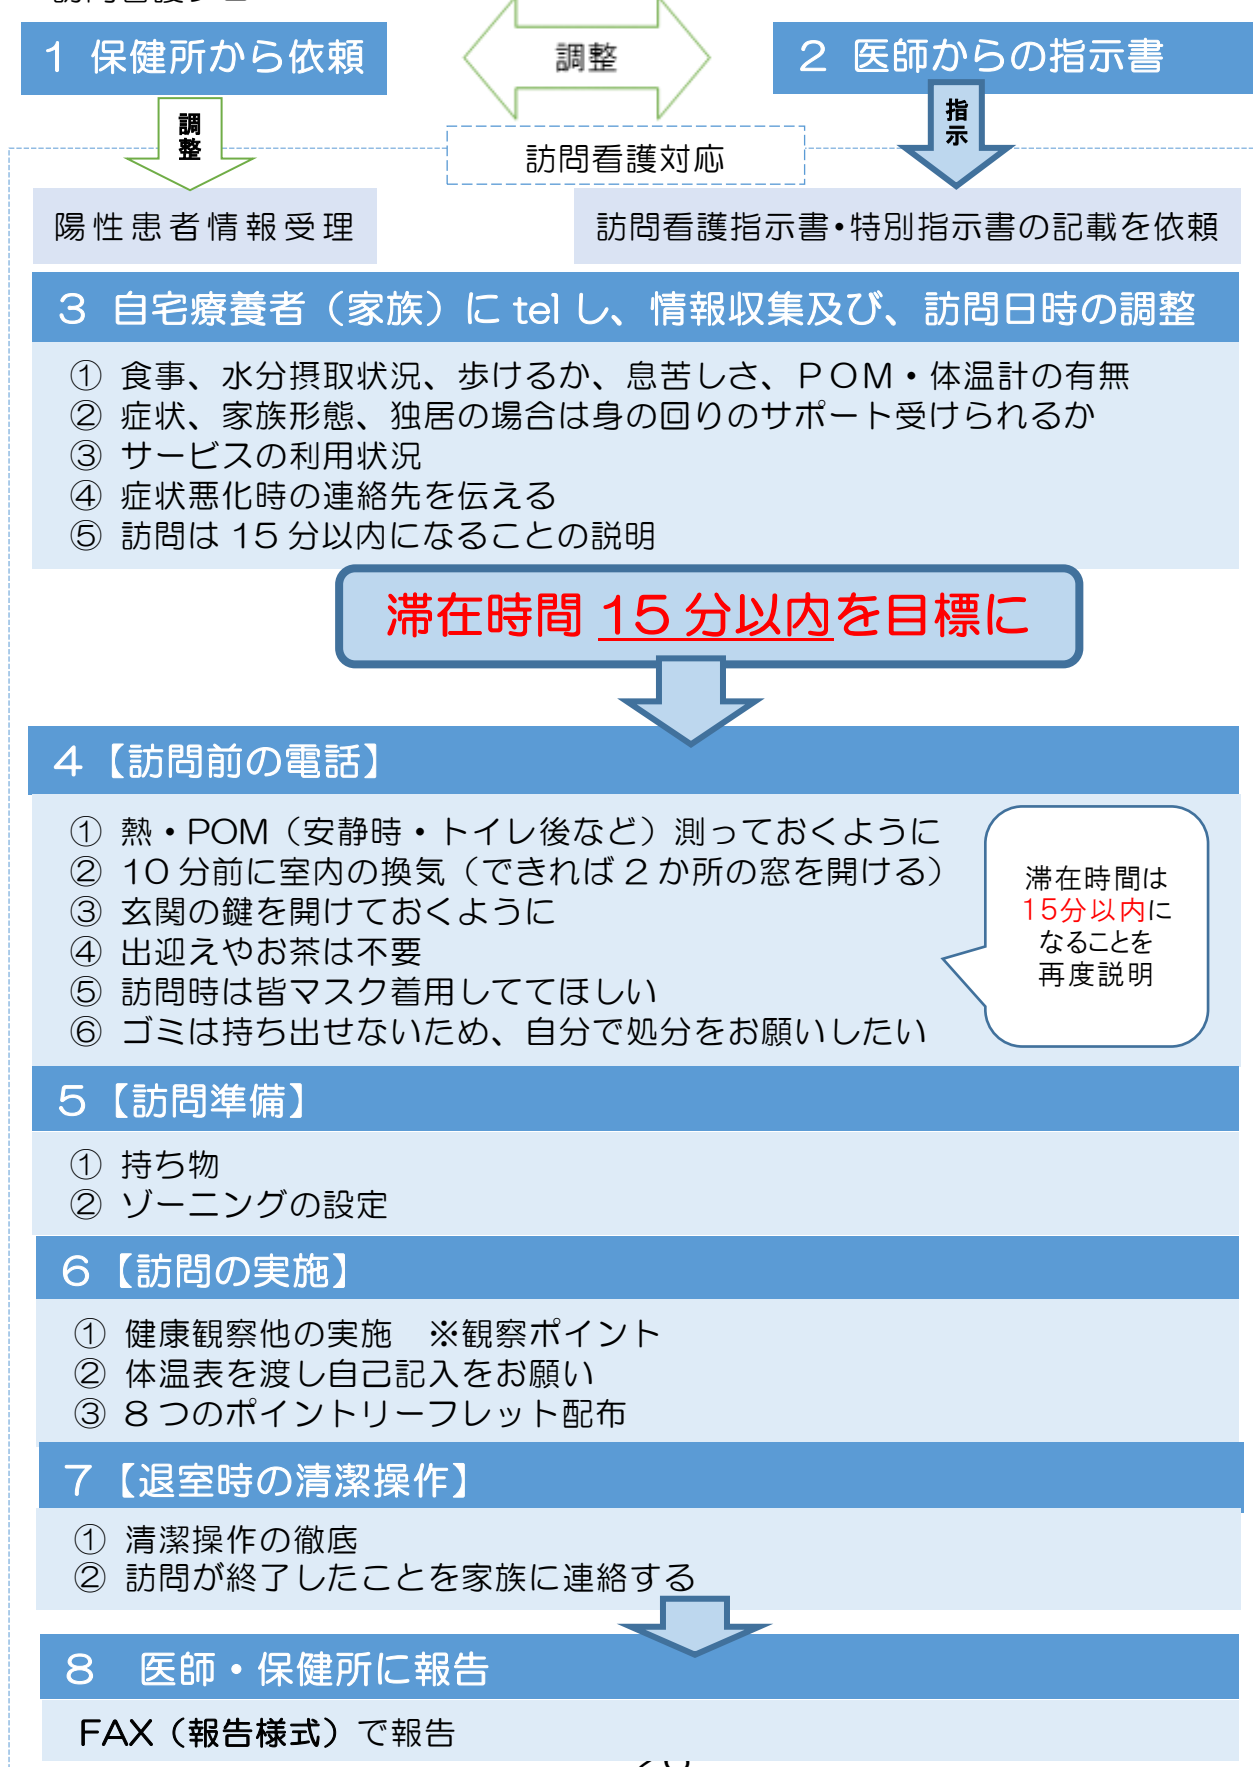 1 保健所から依頼
調整
2 医師からの指示書
調整
指示
訪問看護対応
陽性患者情報受理
訪問看護指示書・特別指示書の記載を依頼
3 自宅療養者（家族）に tel し、情報収集及び、訪問日時の調整
① 食事、水分摂取状況、歩けるか、息苦しさ、ＰＯＭ・体温計の有無
② 症状、家族形態、独居の場合は身の回りのサポート受けられるか
③ サービスの利用状況
④ 症状悪化時の連絡先を伝える
⑤ 訪問は 15 分以内になることの説明
滞在時間 15 分以内を目標に
4【訪問前の電話】
① 熱・POM（安静時・トイレ後など）測っておくように
② 10 分前に室内の換気（できれば 2 か所の窓を開ける）
③ 玄関の鍵を開けておくように
④ 出迎えやお茶は不要
⑤ 訪問時は皆マスク着用しててほしい
⑥ ゴミは持ち出せないため、自分で処分をお願いしたい
滞在時間は
15分以内に
なることを
再度説明
5【訪問準備】
① 持ち物
② ゾーニングの設定
6【訪問の実施】
① 健康観察他の実施　※観察ポイント
② 体温表を渡し自己記入をお願い
③ 8 つのポイントリーフレット配布
7【退室時の清潔操作】
① 清潔操作の徹底
② 訪問が終了したことを家族に連絡する
8　医師・保健所に報告
FAX（報告様式）で報告